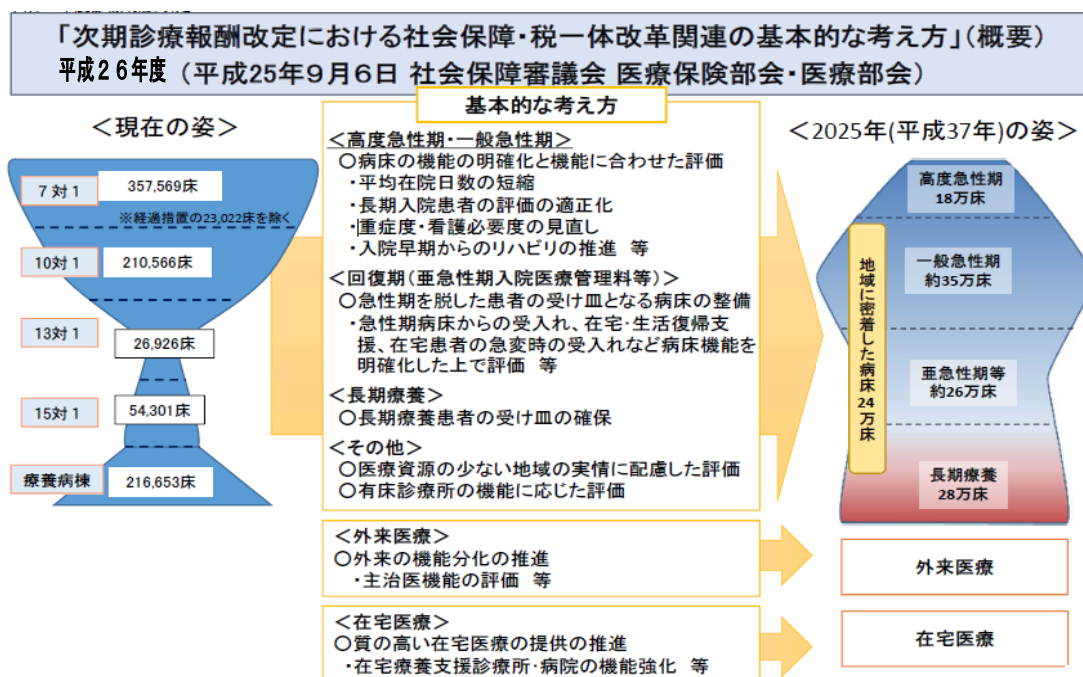 「次期診療報酬改定における社会保障・税一体改革関連の基本的な考え方」(概要)
平成26年度 (平成25年9月6日 社会保障審議会 医療保険部会・医療部会)
＜現在の姿＞
7対1
357,569床
※経過措置の23,022床を除く
10対1
210,566床
13対1
26,926床
15対1
54,301床
療養病棟
216,653床
基本的な考え方
＜高度急性期・一般急性期＞
○病床の機能の明確化と機能に合わせた評価
・平均在院日数の短縮
・長期入院患者の評価の適正化
・重症度・看護必要度の見直し
・入院早期からのリハビリの推進 等
＜回復期(亜急性期入院医療管理料等)＞
○急性期を脱した患者の受け皿となる病床の整備
・急性期病床からの受入れ、在宅・生活復帰支
援、在宅患者の急変時の受入れなど病床機能を
明確化した上で評価 等
＜長期療養＞
○長期療養患者の受け皿の確保
＜その他＞
○医療資源の少ない地域の実情に配慮した評価
○有床診療所の機能に応じた評価
＜外来医療＞
○外来の機能分化の推進
・主治医機能の評価 等
＜在宅医療＞
○質の高い在宅医療の提供の推進
・在宅療養支援診療所・病院の機能強化 等
＜2025年(平成37年)の姿＞
高度急性期
18万床
一般急性期
約35万床
亜急性期等
約26万床
長期療養
28万床
地域に密着した病床24万床
外来医療
在宅医療